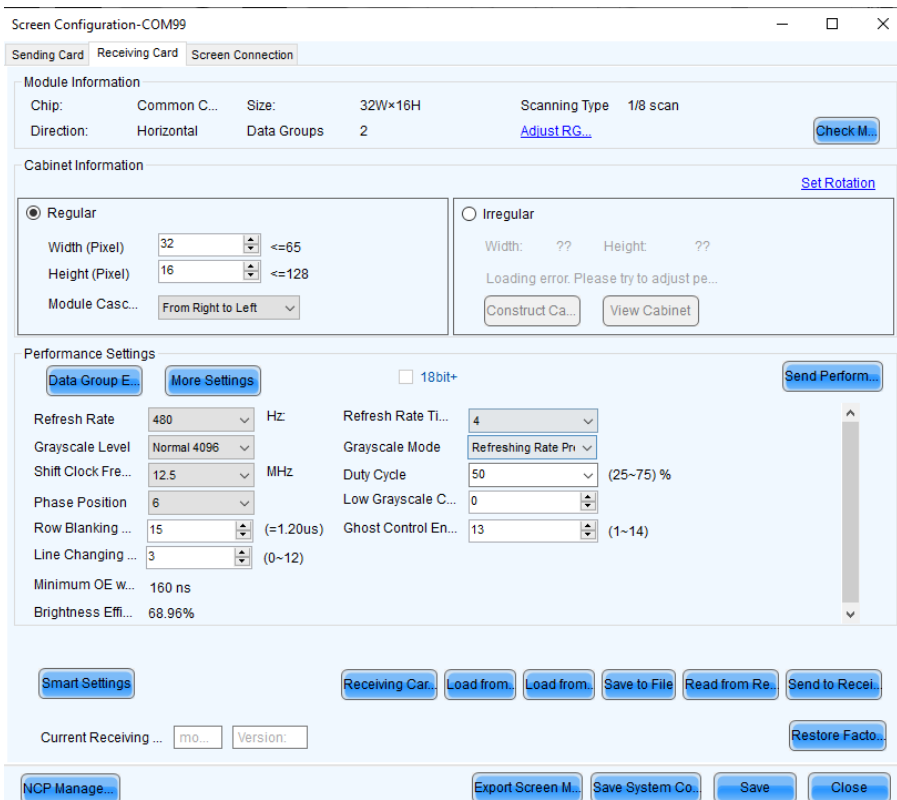 Screen Configuration-COM99
Sending Card Receiving Card Screen Connection
Module Information
Chip: Common C... Size: 32W×16H Scanning Type 1/8 scan
Direction: Horizontal Data Groups 2 Adjust RG... Check M...
Cabinet Information
Set Rotation
Regular
Width (Pixel) 32 <=65
Height (Pixel) 16 <=128
Module Casc... From Right to Left
Irregular
Width: ?? Height: ??
Loading error. Please try to adjust pe...
Construct Ca... View Cabinet
Performance Settings
Data Group E... More Settings 18bit+ Send Perform...
Refresh Rate 480 Hz: Refresh Rate Ti... 4
Grayscale Level Normal 4096 Grayscale Mode Refreshing Rate Pri
Shift Clock Fre... 12.5 MHz Duty Cycle 50 (25~75) %
Phase Position 6 Low Grayscale C... 0
Row Blanking ... 15 (=1.20us) Ghost Control En... 13 (1~14)
Line Changing ... 3 (0~12)
Minimum OE w... 160 ns
Brightness Effi... 68.96%
Smart Settings Receiving Car... Load from... Load from... Save to File Read from Re... Send to Recei...
Current Receiving ... mo... Version: Restore Facto...
NCP Manage... Export Screen M... Save System Co... Save Close